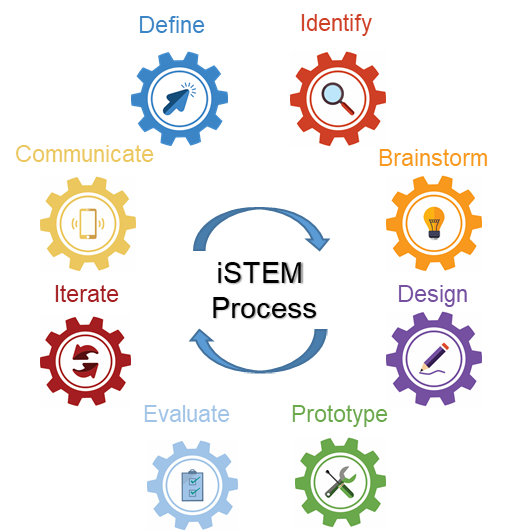 Define
Identify
Communicate
Brainstorm
iSTEM
Process
Iterate
Design
Evaluate
Prototype